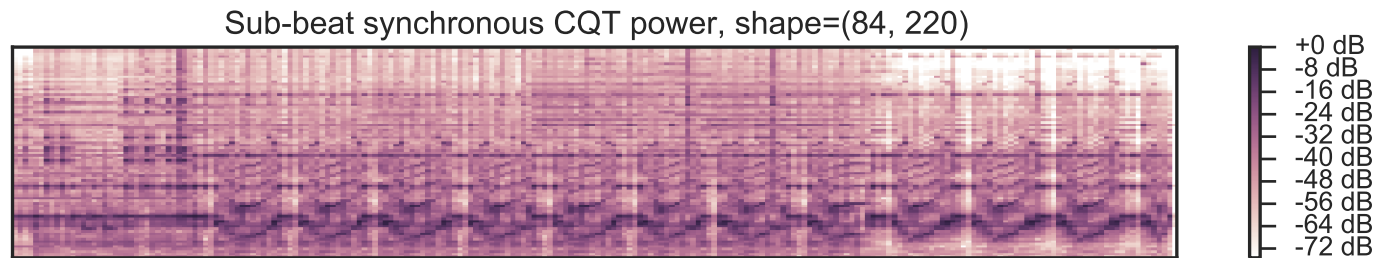 Sub-beat synchronous CQT power, shape=(84, 220)
+0 dB
-8 dB
-16 dB
-24 dB
-32 dB
-40 dB
-48 dB
-56 dB
-64 dB
-72 dB